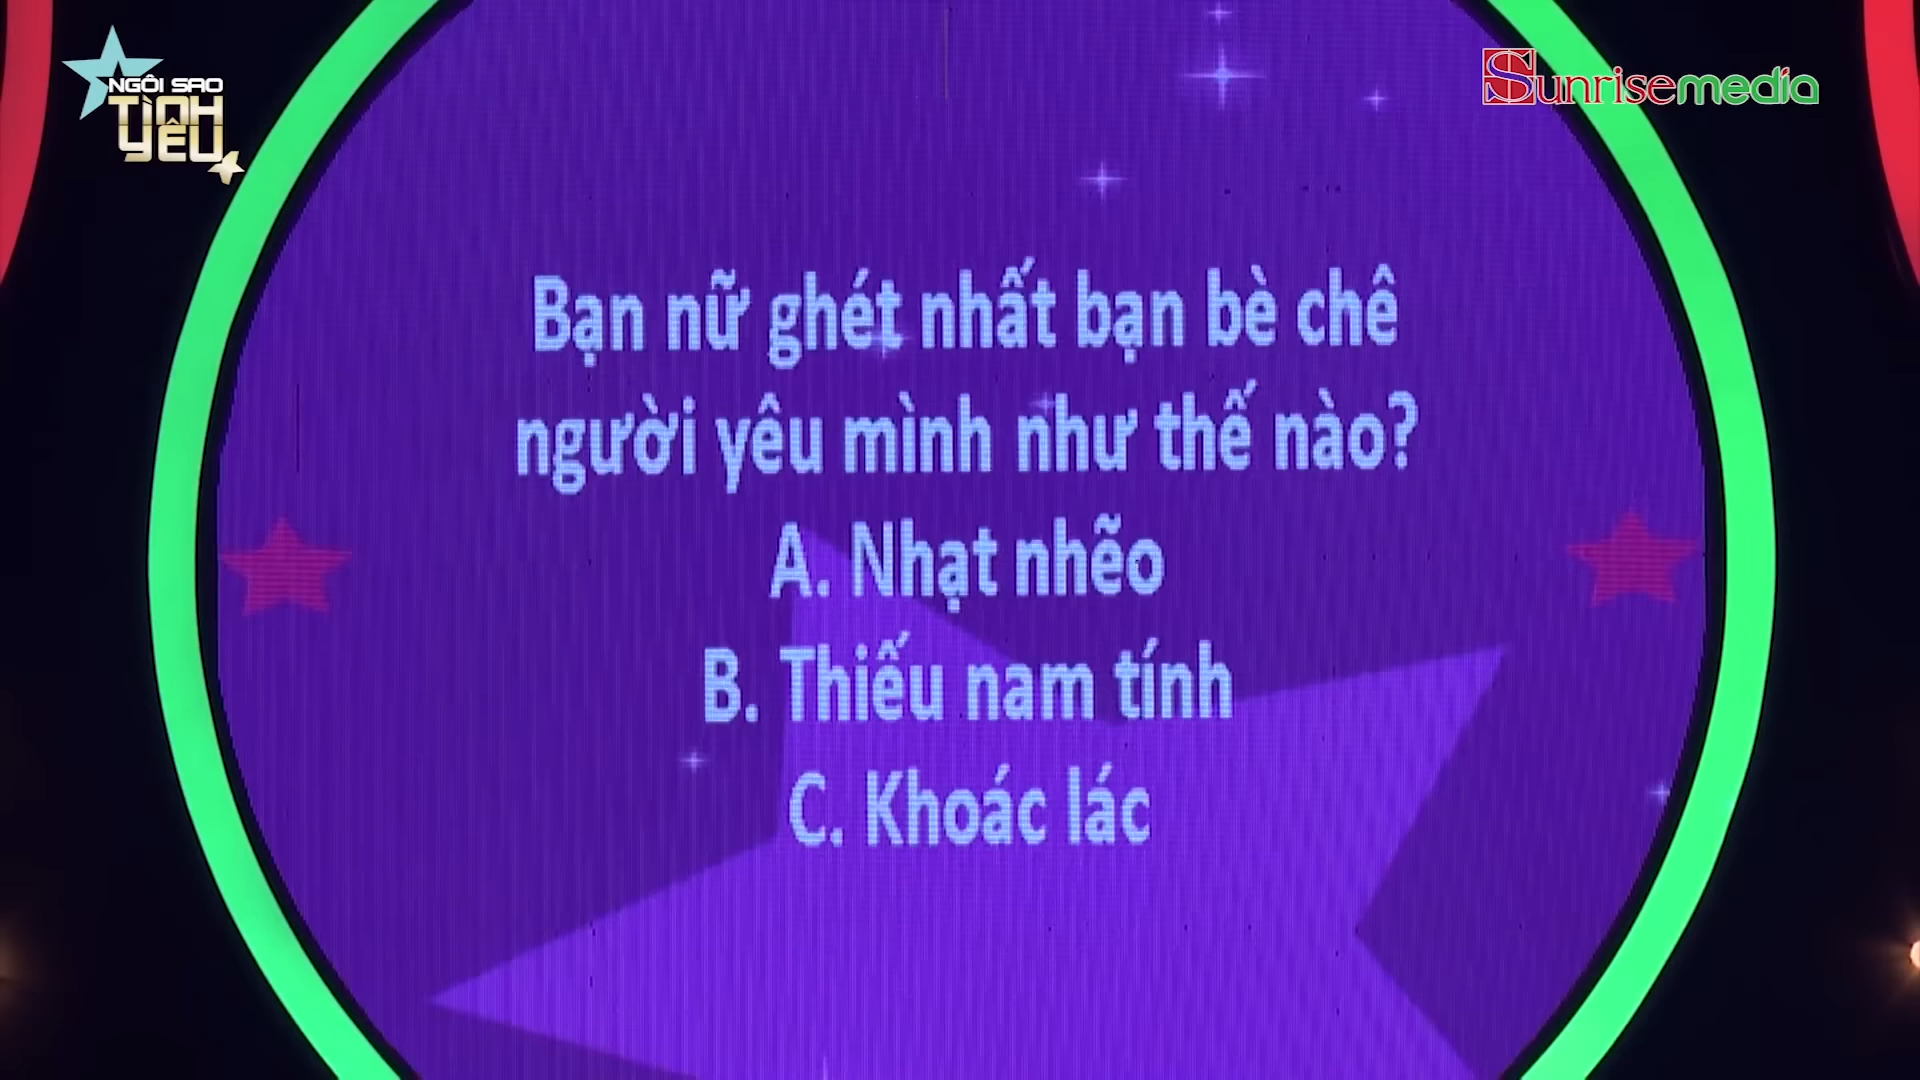 NGÔI SAO
TÌNH
YÊU
Sunrisemedia
Bạn nữ ghét nhất bạn bè chê
người yêu mình như thế nào?
A. Nhạt nhẽo
B. Thiếu nam tính
C. Khoác lác